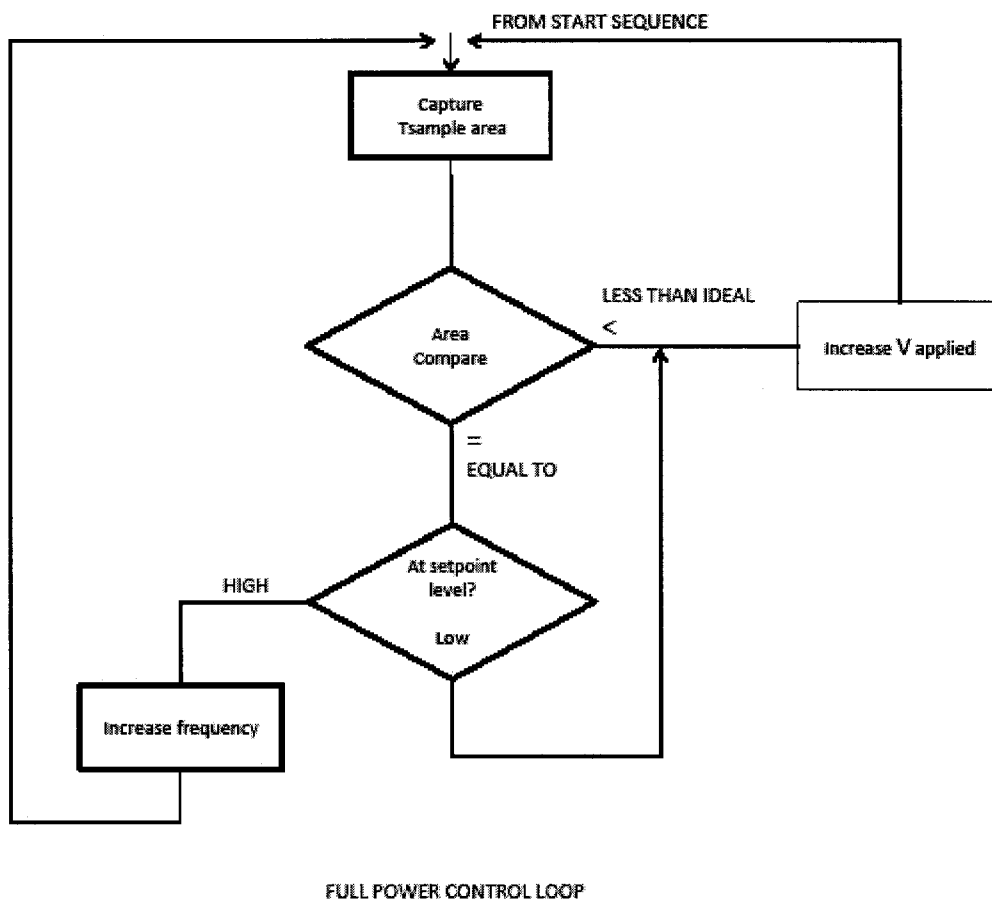 FROM START SEQUENCE
Capture
Tsample area
LESS THAN IDEAL
<
Area
Compare
Increase V applied
=
EQUAL TO
At setpoint
level?
HIGH
Low
Increase frequency
FULL POWER CONTROL LOOP